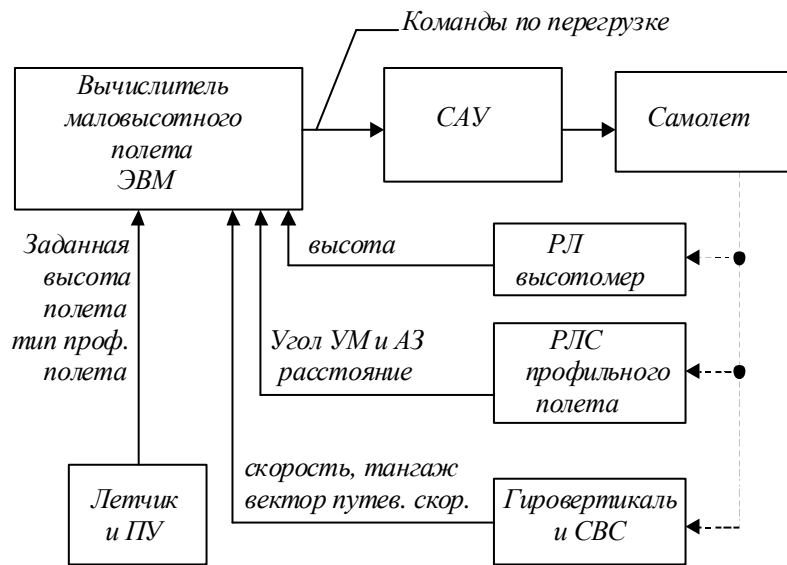 Команды по перегрузке
Вычислитель
маловысотного
полета
ЭВМ
САУ
Самолет
Заданная
высота
полета
тип проф.
полета
высота
РЛ
высотомер
Угол УМ и АЗ
расстояние
РЛС
профильного
полета
скорость, тангаж
вектор путев. скор.
Летчик
и ПУ
Гировертикаль
и СВС